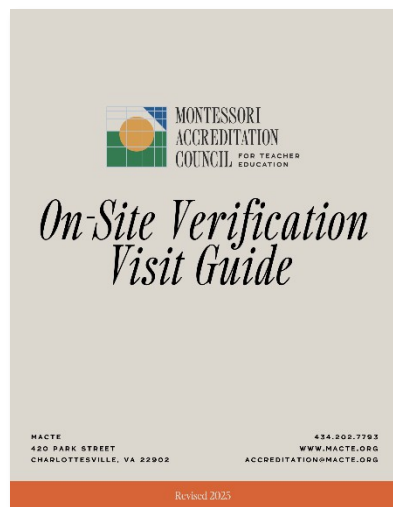 MONTESSORI
ACCREDITATION
COUNCIL FOR TEACHER EDUCATION
On-Site Verification
Visit Guide
MACTE
420 PARK STREET
CHARLOTTESVILLE, VA 22902
434.202.7793
WWW.MACTE.ORG
ACCREDITATION@MACTE.ORG
Revised 2025